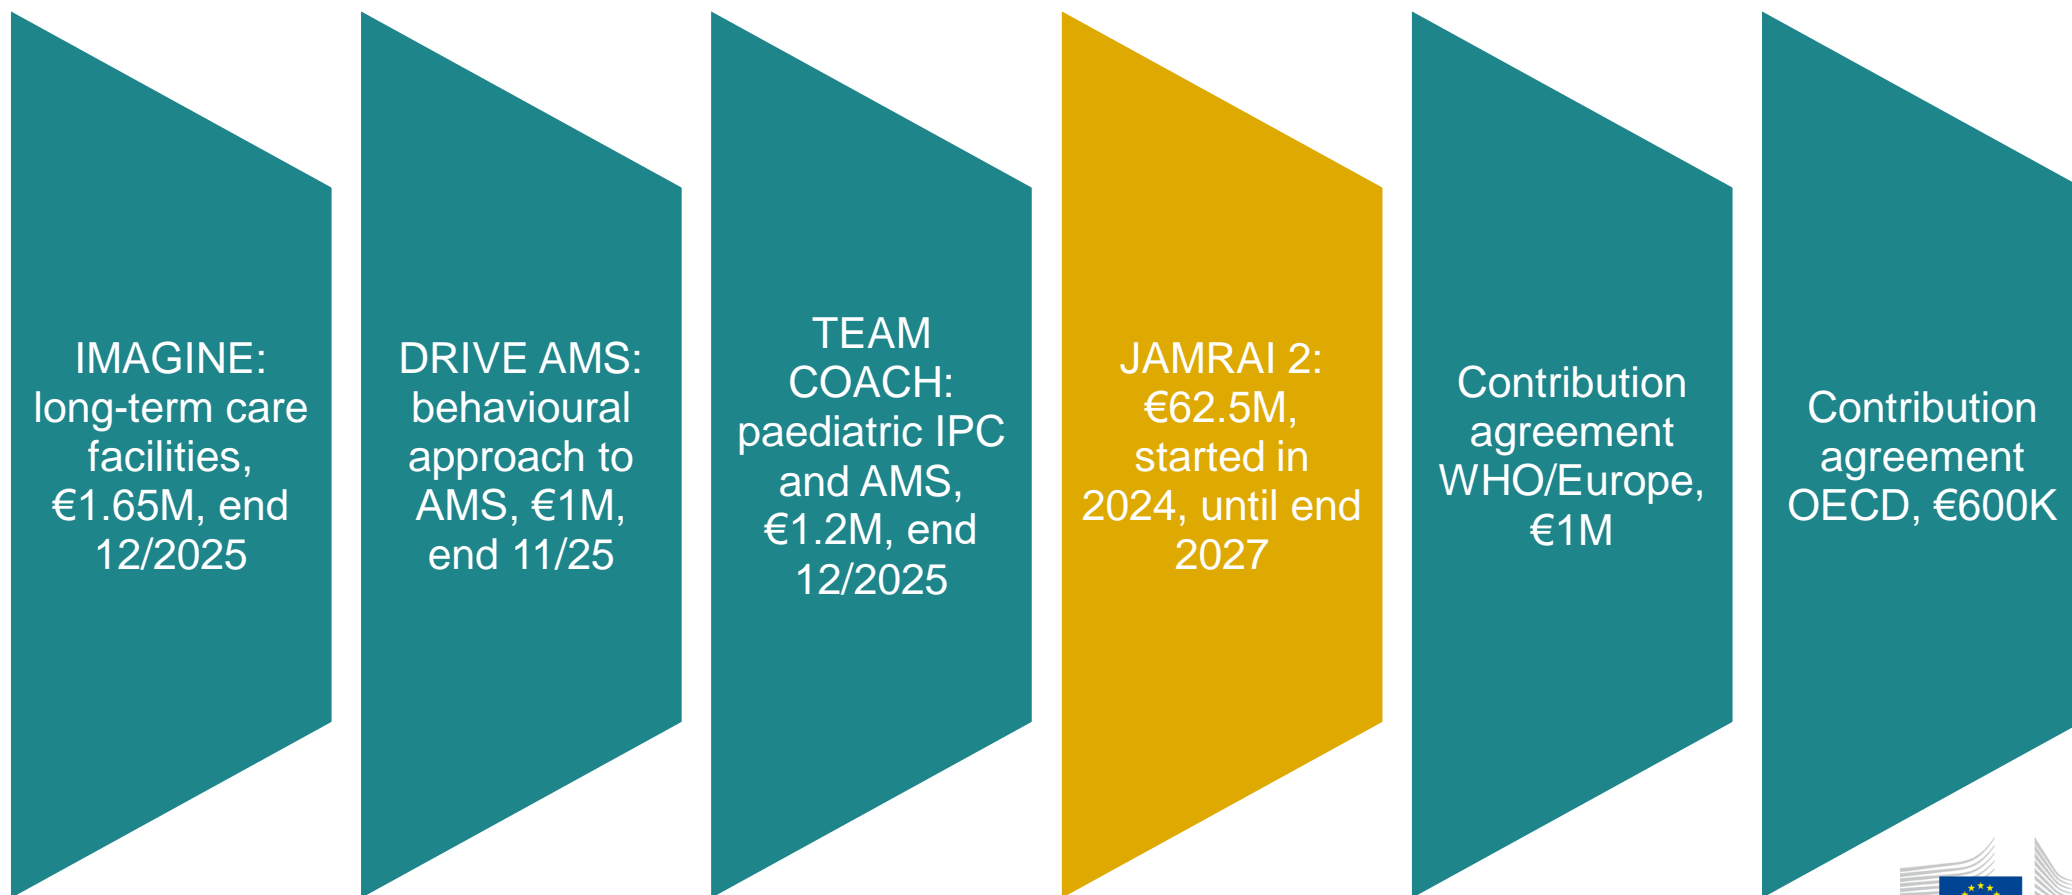 IMAGINE:
long-term care
facilities,
€1.65M, end
12/2025
DRIVE AMS:
behavioural
approach to
AMS, €1M,
end 11/25
TEAM
COACH:
paediatric IPC
and AMS,
€1.2M, end
12/2025
JAMRAI 2:
€62.5M,
started in
2024, until end
2027
Contribution
agreement
WHO/Europe,
€1M
Contribution
agreement
OECD, €600K